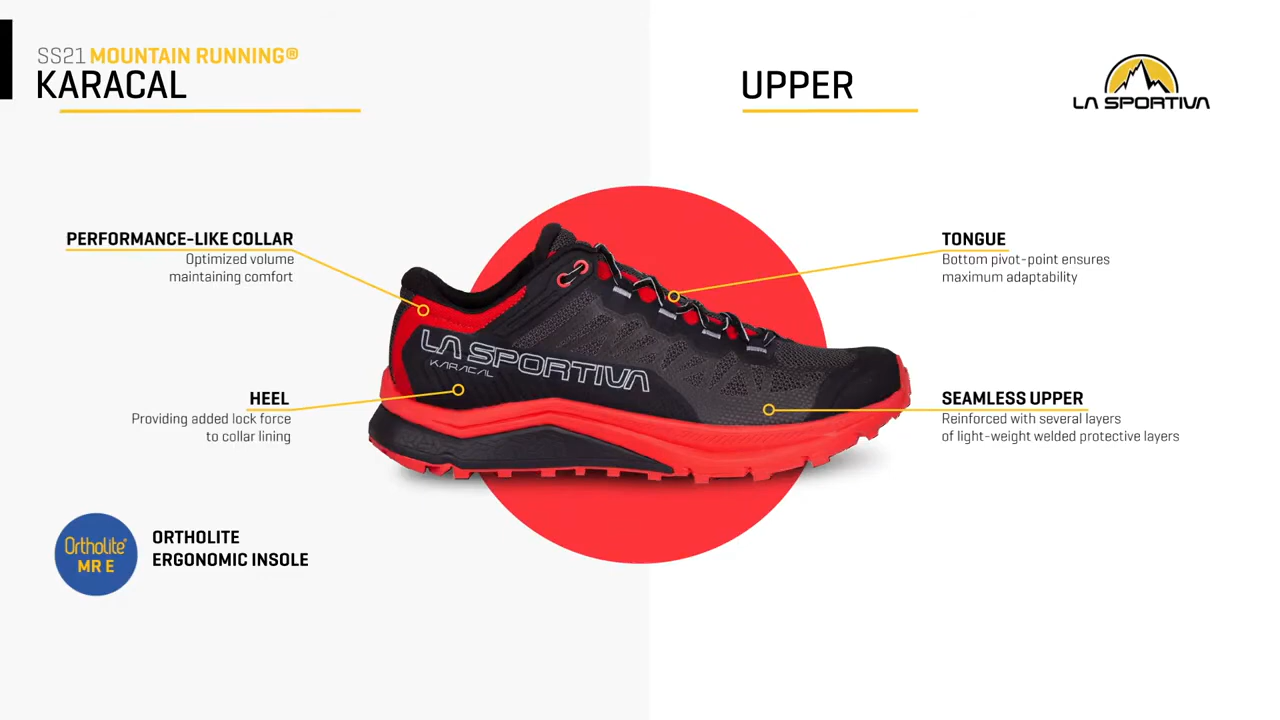 SS21 MOUNTAIN RUNNING®
KARACAL
UPPER
LA SPORTIVA
PERFORMANCE-LIKE COLLAR
Optimized volume
maintaining comfort
TONGUE
Bottom pivot-point ensures
maximum adaptability
LA SPORTIVA
KARACAL
HEEL
Providing added lock force
to collar lining
SEAMLESS UPPER
Reinforced with several layers
of light-weight welded protective layers
Ortholite®
MR E
ORTHOLITE
ERGONOMIC INSOLE